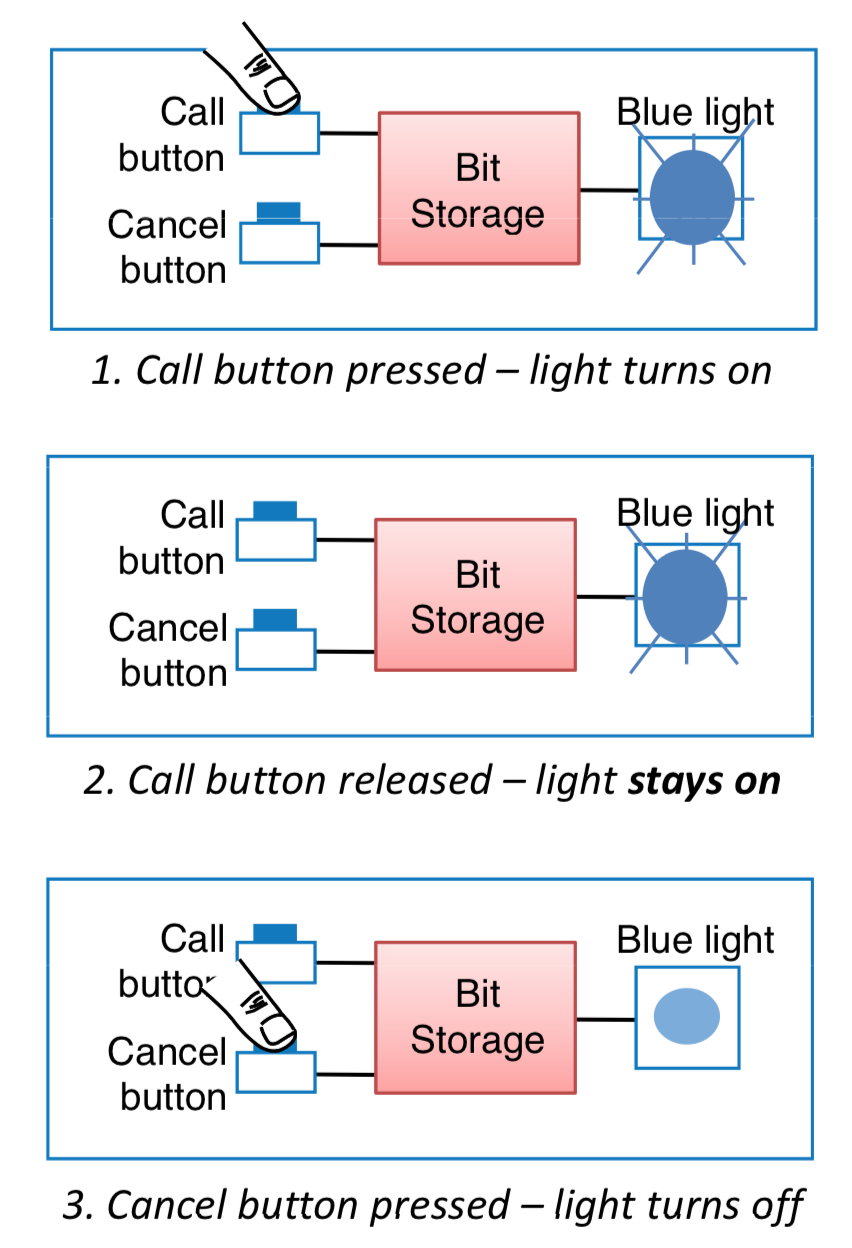 Call
button
Cancel
button
Bit
Storage
Blue light
1. Call button pressed – light turns on
Call
button
Cancel
button
Bit
Storage
Blue light
2. Call button released – light stays on
Call
button
Cancel
button
Bit
Storage
Blue light
3. Cancel button pressed – light turns off